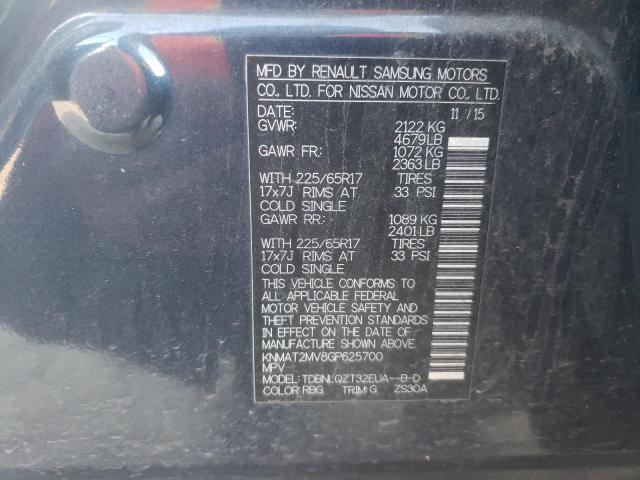 MFD BY RENAULT SAMSUNG MOTORS
CO., LTD. FOR NISSAN MOTOR CO., LTD.
DATE: 11 / 15
GVWR: 2122 KG
4679LB
GAWR FR: 1072 KG
2363 LB
WITH 225/65R17 TIRES
17x7J RIMS AT 33 PSI
COLD SINGLE
GAWR RR: 1089 KG
2401 LB
WITH 225/65R17 TIRES
17x7J RIMS AT 33 PSI
COLD SINGLE
THIS VEHICLE CONFORMS TO
ALL APPLICABLE FEDERAL
MOTOR VEHICLE SAFETY AND
THEFT PREVENTION STANDARDS
IN EFFECT ON THE DATE OF
MANUFACTURE SHOWN ABOVE
KNMAT2MV8GP625700
MPV
MODEL: TDBNLQZT32EUA--B-D
COLOR: RBG TRIM: G ZS30A